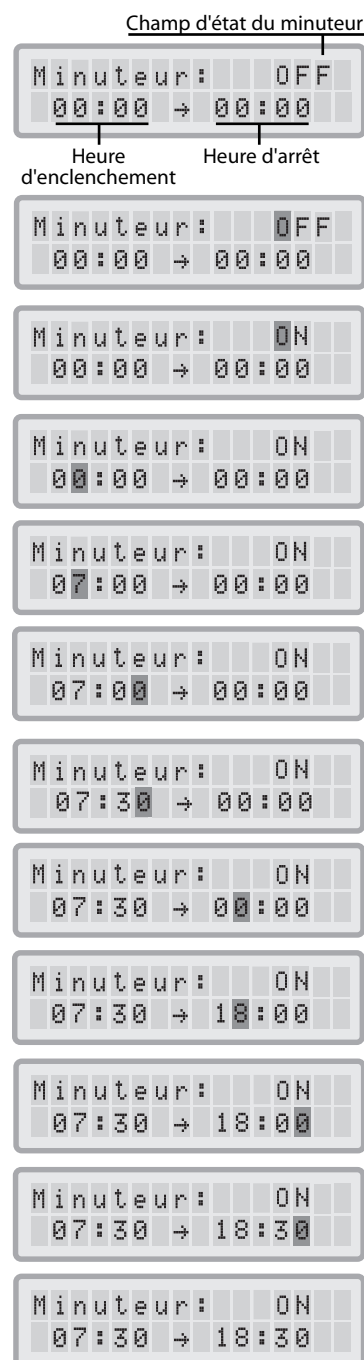 Champ d'état du minuteur
Minuteur: OFF
00:00 → 00:00
Heure d'enclenchement
Heure d'arrêt
Minuteur: OFF
00:00 → 00:00
Minuteur: ON
00:00 → 00:00
Minuteur: ON
00:00 → 00:00
Minuteur: ON
07:00 → 00:00
Minuteur: ON
07:00 → 00:00
Minuteur: ON
07:30 → 00:00
Minuteur: ON
07:30 → 00:00
Minuteur: ON
07:30 → 18:00
Minuteur: ON
07:30 → 18:00
Minuteur: ON
07:30 → 18:30
Minuteur: ON
07:30 → 18:30